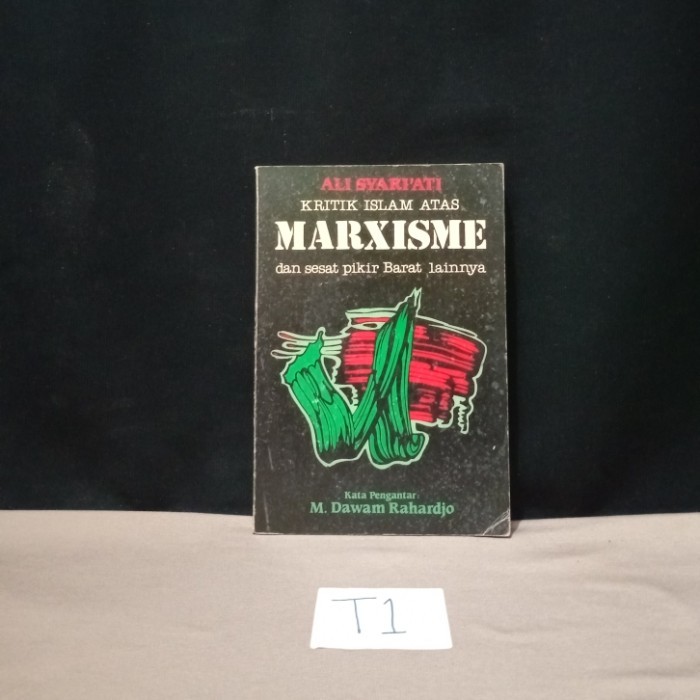 ALI SYARI'ATI
KRITIK ISLAM ATAS
MARXISME
dan sesat pikir Barat lainnya
Kata Pengantar:
M. Dawam Rahardjo
T1